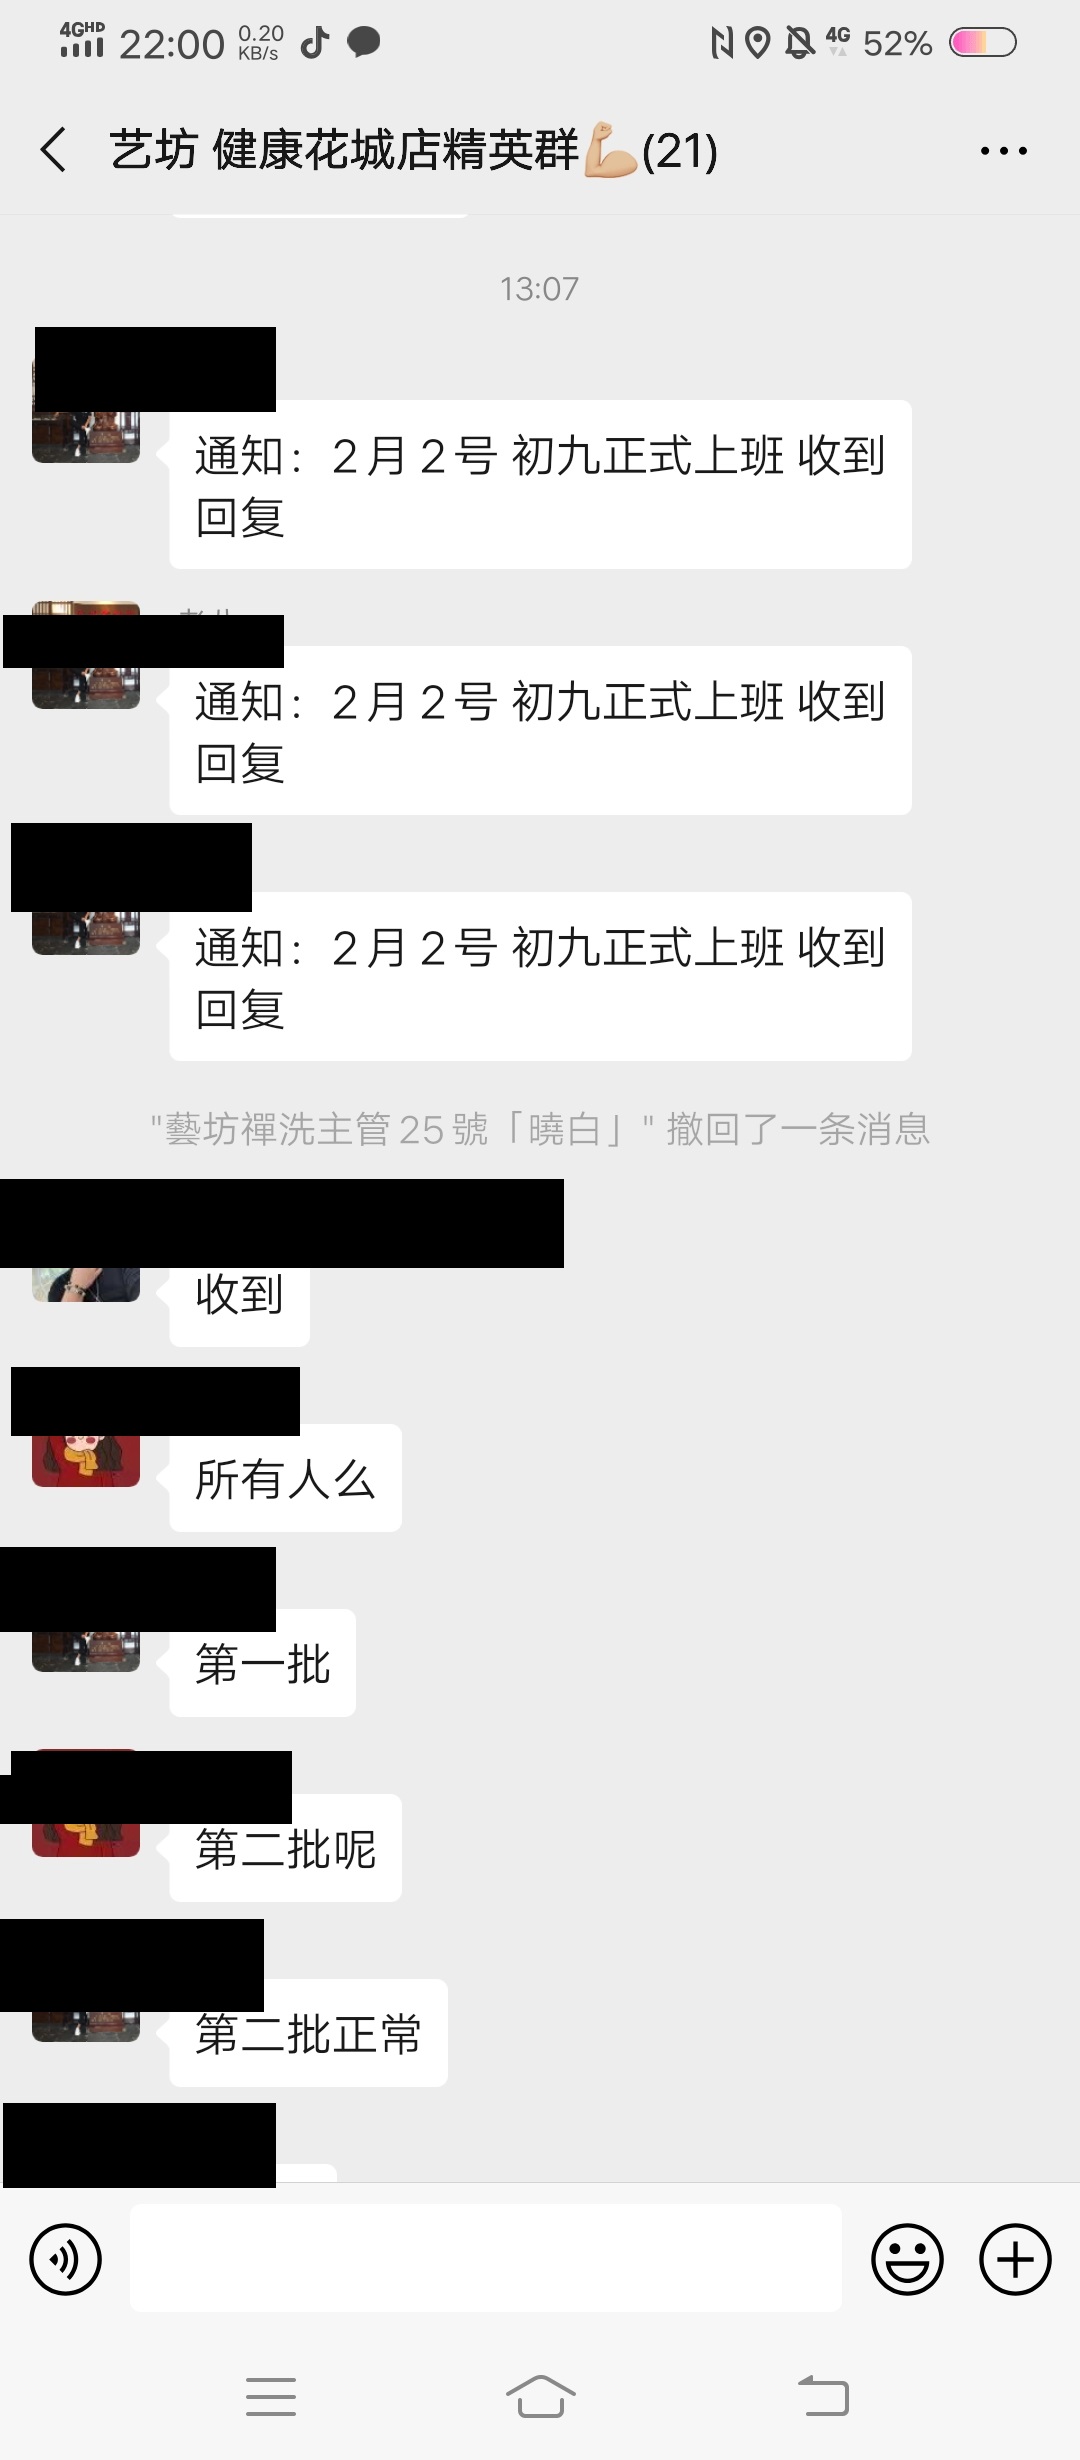 4GHD 22:00 0.20 KB/s 4G 52%
艺坊 健康花城店精英群💪(21)
13:07
通知：2月2号 初九正式上班 收到
回复
通知：2月2号 初九正式上班 收到
回复
通知：2月2号 初九正式上班 收到
回复
"藝坊禪洗主管25號「曉白」" 撤回了一条消息
收到
所有人么
第一批
第二批呢
第二批正常